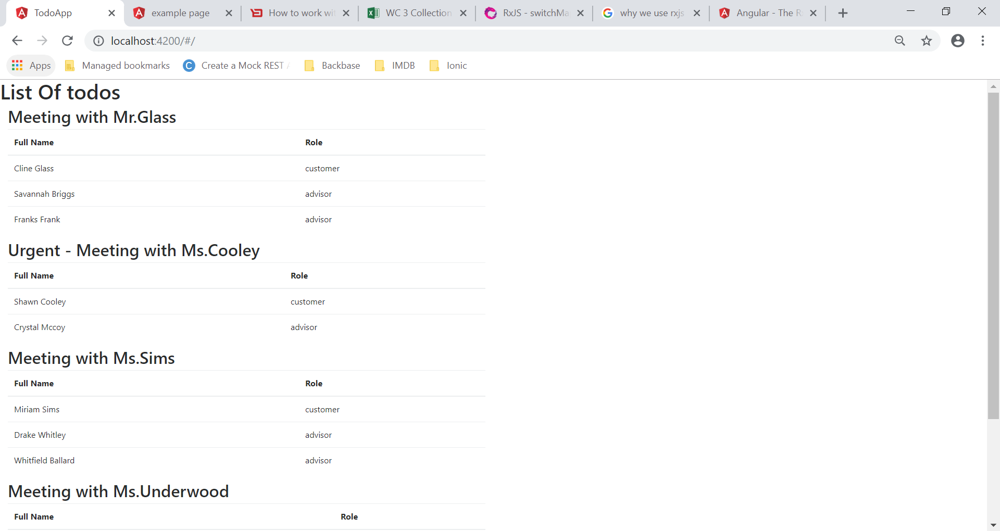 TodoApp
example page
How to work wit
WC 3 Collection
RxJS - switchMa
why we use rxjs
Angular - The R
localhost:4200/#/
Apps
Managed bookmarks
Create a Mock REST
Backbase
IMDB
Ionic
List Of todos
Meeting with Mr.Glass
Full Name Role
Cline Glass customer
Savannah Briggs advisor
Franks Frank advisor
Urgent - Meeting with Ms.Cooley
Full Name Role
Shawn Cooley customer
Crystal Mccoy advisor
Meeting with Ms.Sims
Full Name Role
Miriam Sims customer
Drake Whitley advisor
Whitfield Ballard advisor
Meeting with Ms.Underwood
Full Name Role